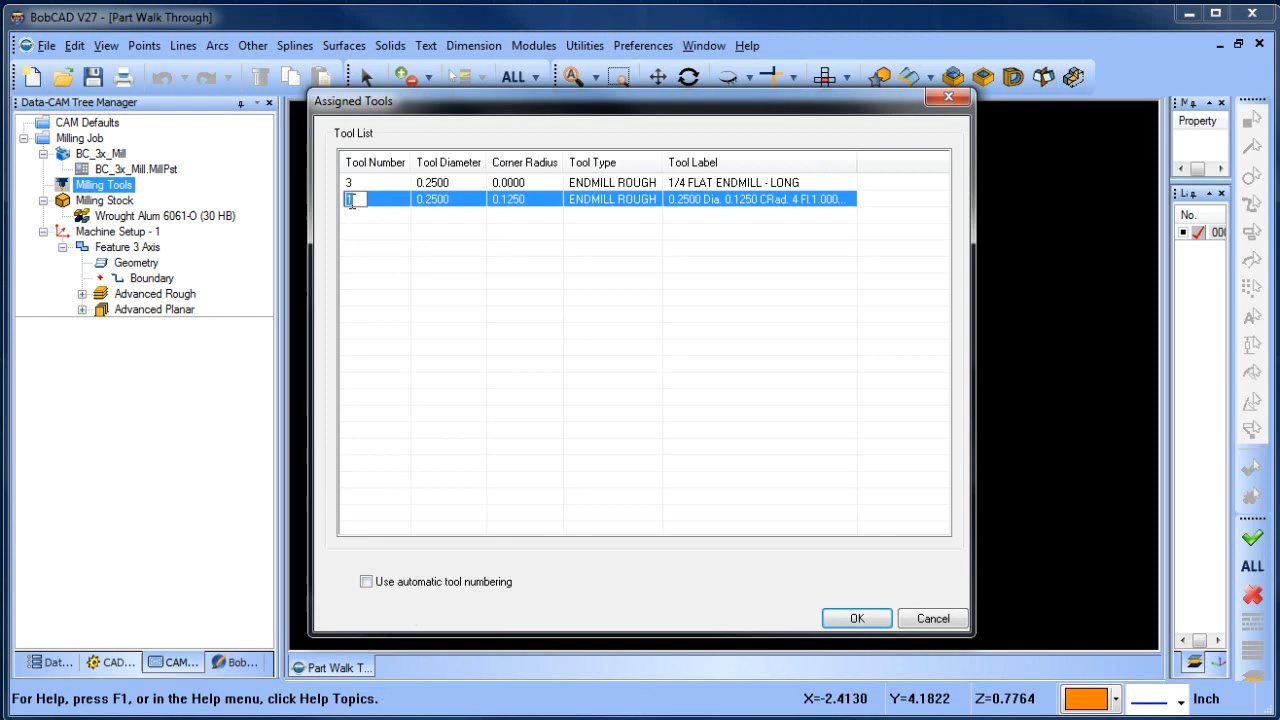 BobCAD V27 - [Part Walk Through]
File Edit View Points Lines Arcs Other Splines Surfaces Solids Text Dimension Modules Utilities Preferences Window Help
ALL
Data-CAM Tree Manager
CAM Defaults
Milling Job
BC_3x_Mill
BC_3x_Mill.MillPst
Milling Tools
Milling Stock
Wrought Alum 6061-O (30 HB)
Machine Setup - 1
Feature 3 Axis
Geometry
Boundary
Advanced Rough
Advanced Planar
Dat... CAD... CAM... Bob...
Assigned Tools
Tool List
Tool Number Tool Diameter Corner Radius Tool Type Tool Label
3 0.2500 0.0000 ENDMILL ROUGH 1/4 FLAT ENDMILL - LONG
1 0.2500 0.1250 ENDMILL ROUGH 0.2500 Dia. 0.1250 CRad. 4 Fl.1.000...
Use automatic tool numbering
OK Cancel
Part Walk T...
Property
No.
ALL
For Help, press F1, or in the Help menu, click Help Topics.
X=-2.4130 Y=4.1822 Z=0.7764 Inch